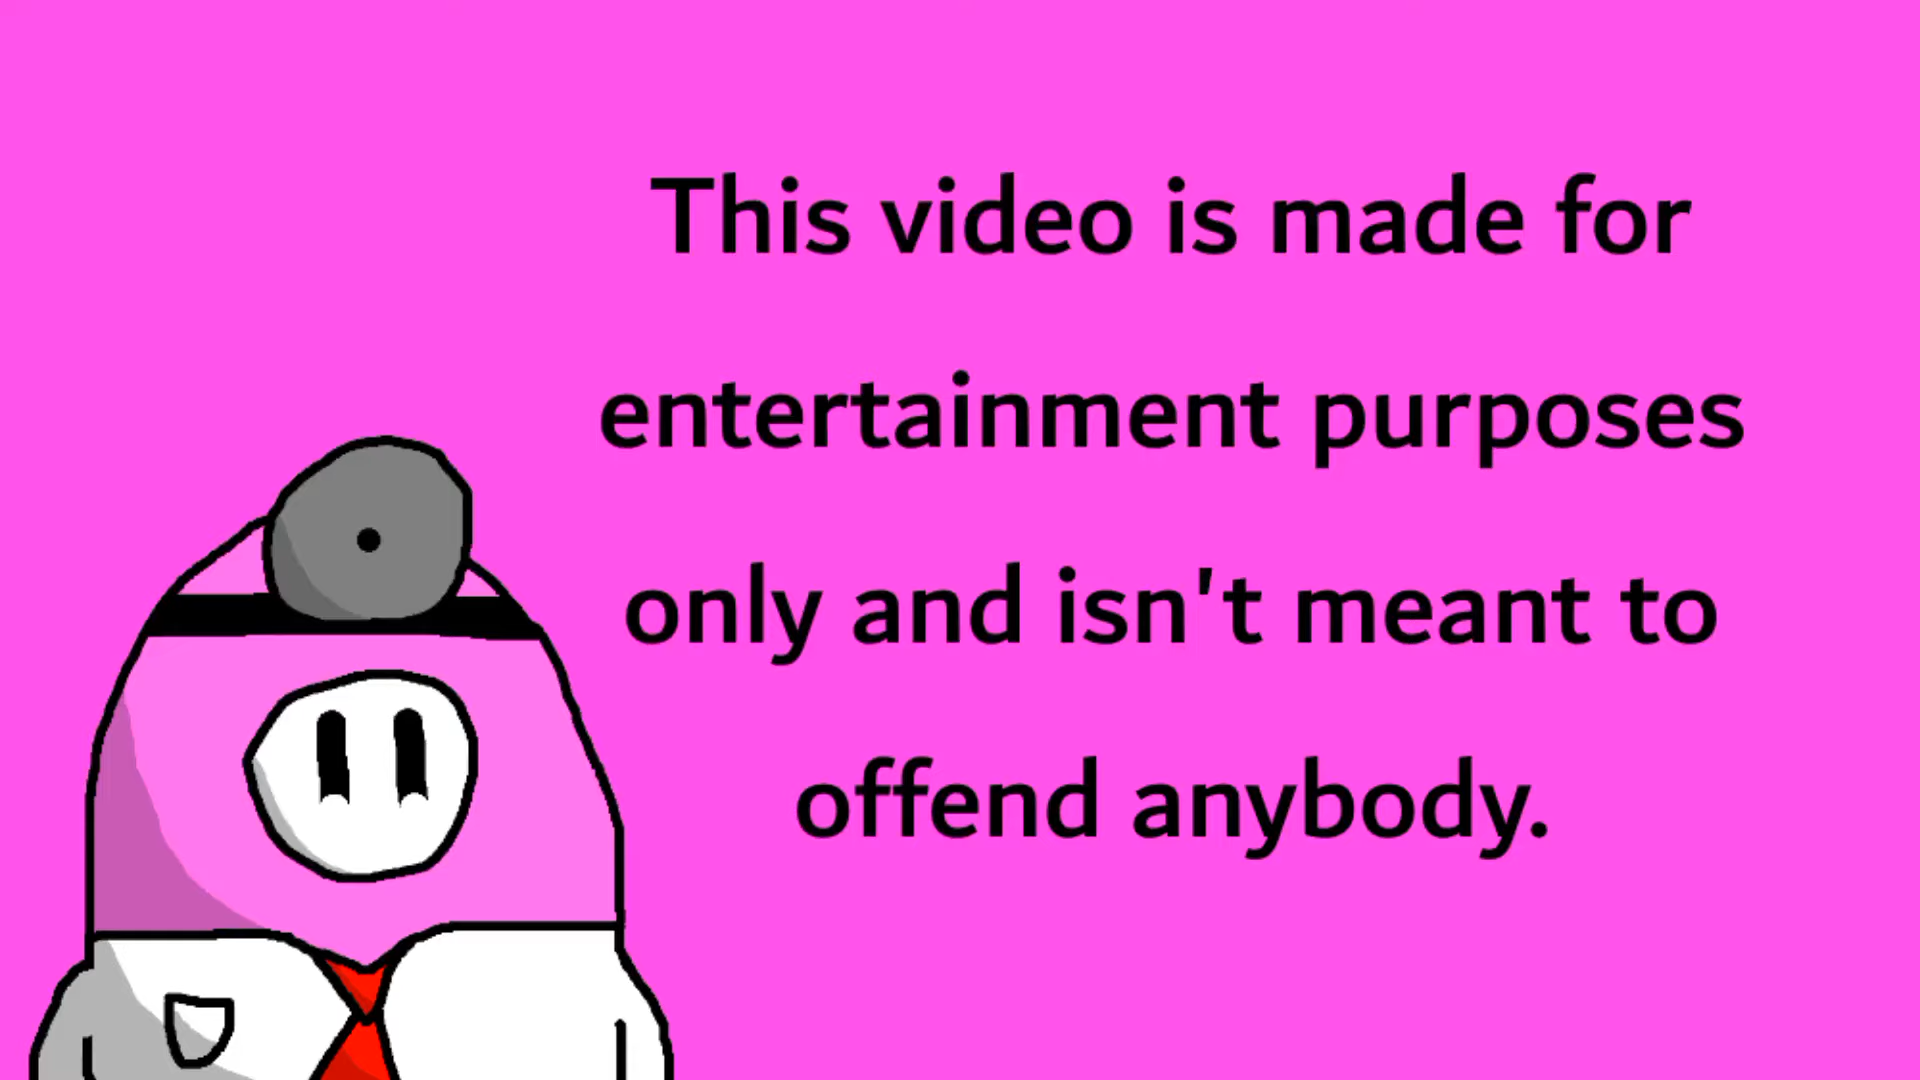 This video is made for
entertainment purposes
only and isn't meant to
offend anybody.